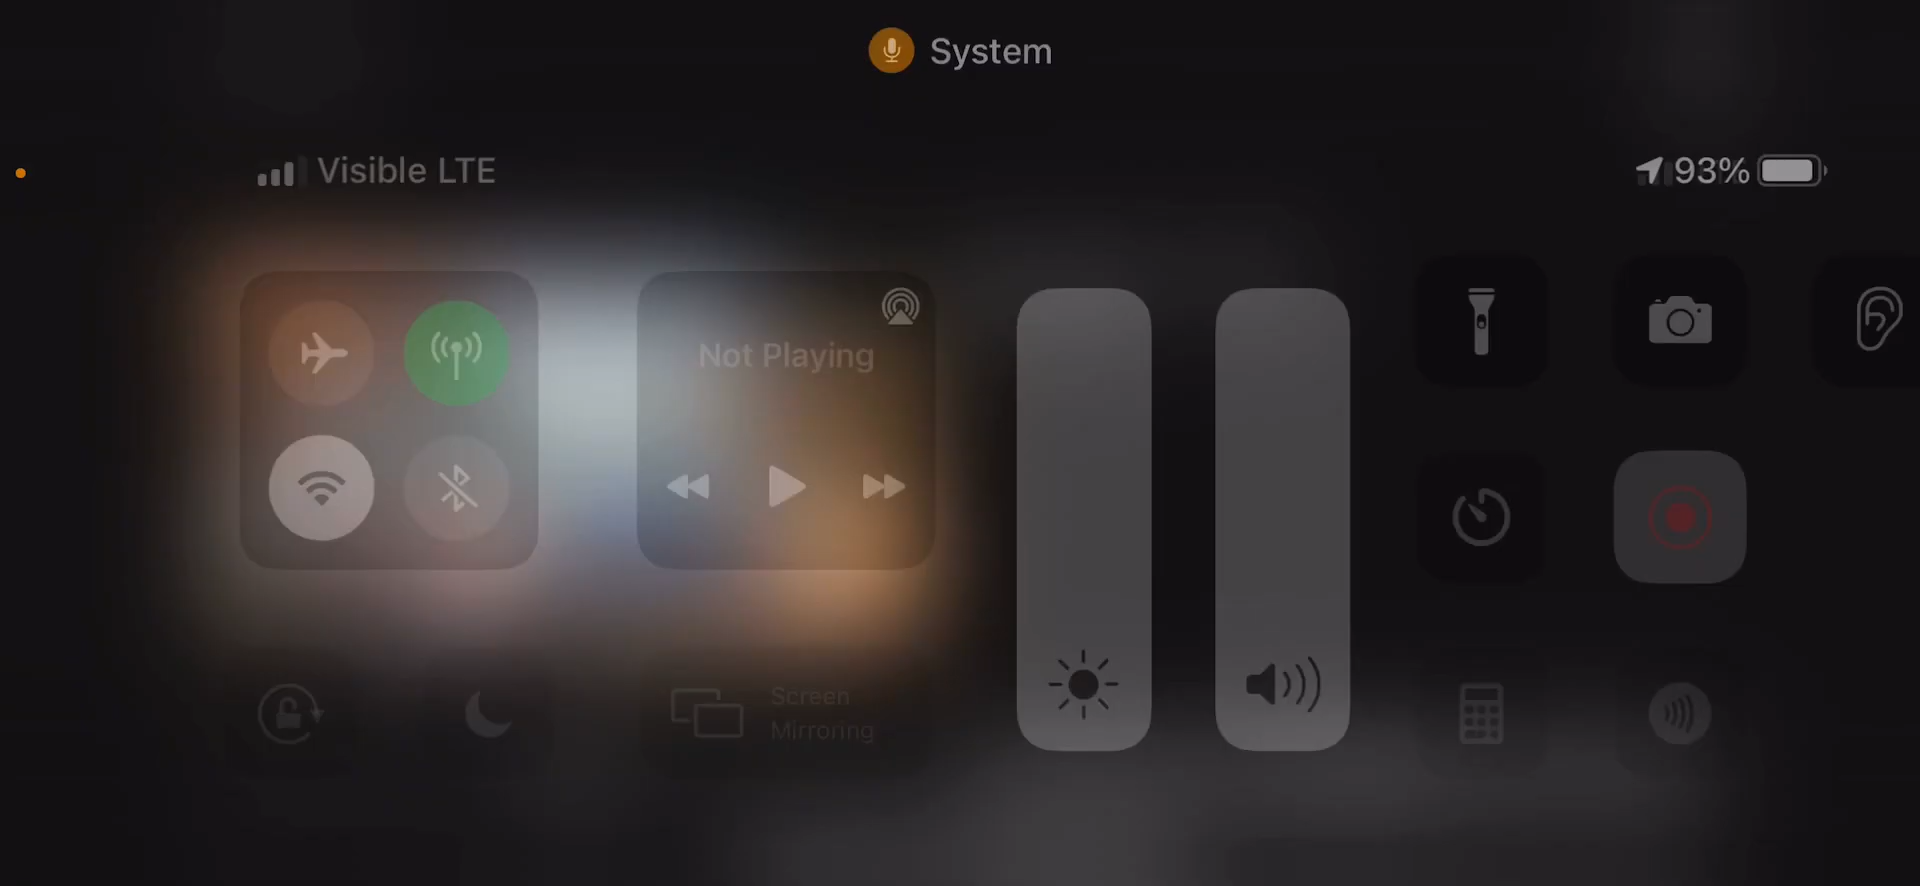 System
Visible LTE
93%
Not Playing
Screen
Mirroring